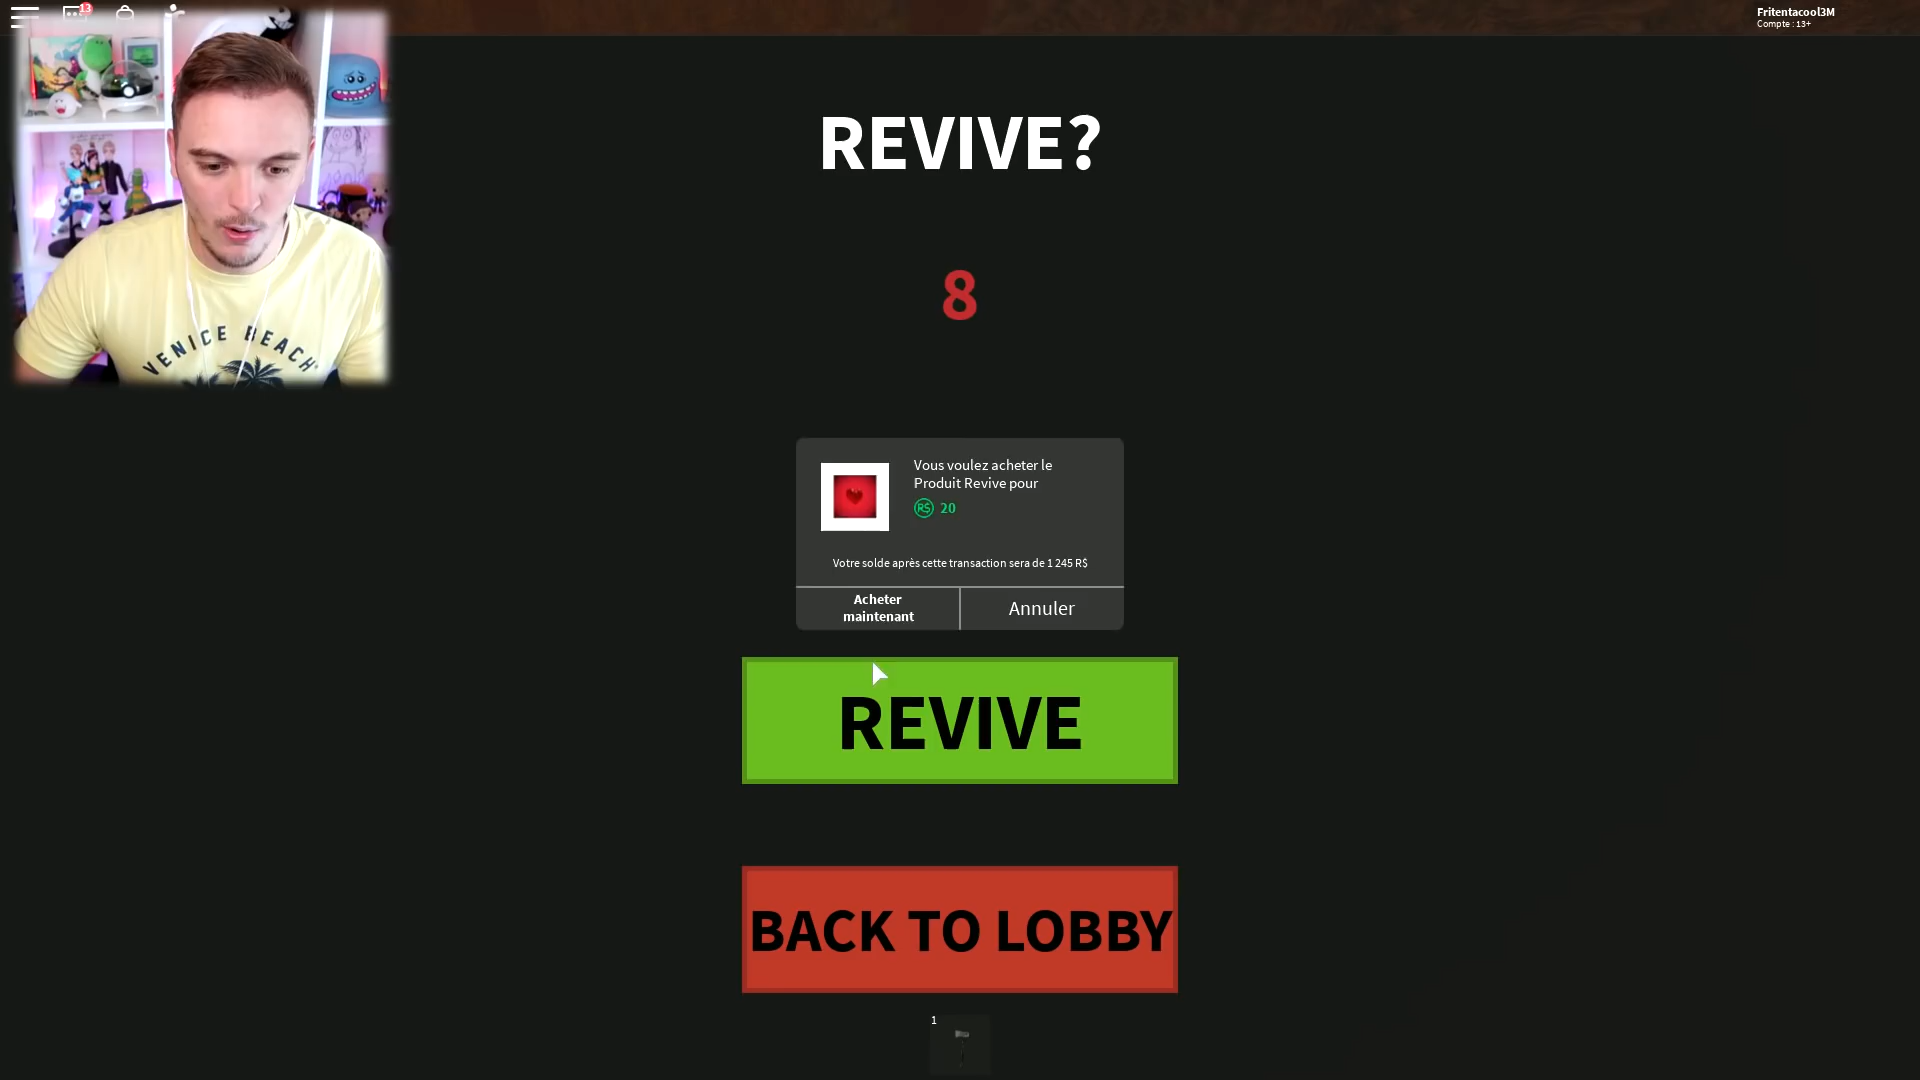 13
Fritentacool3M
Compte : 13+
VENICE BEACH
REVIVE?
8
Vous voulez acheter le
Produit Revive pour
R$ 20
Votre solde après cette transaction sera de 1 245 R$
Acheter
maintenant
Annuler
REVIVE
BACK TO LOBBY
1